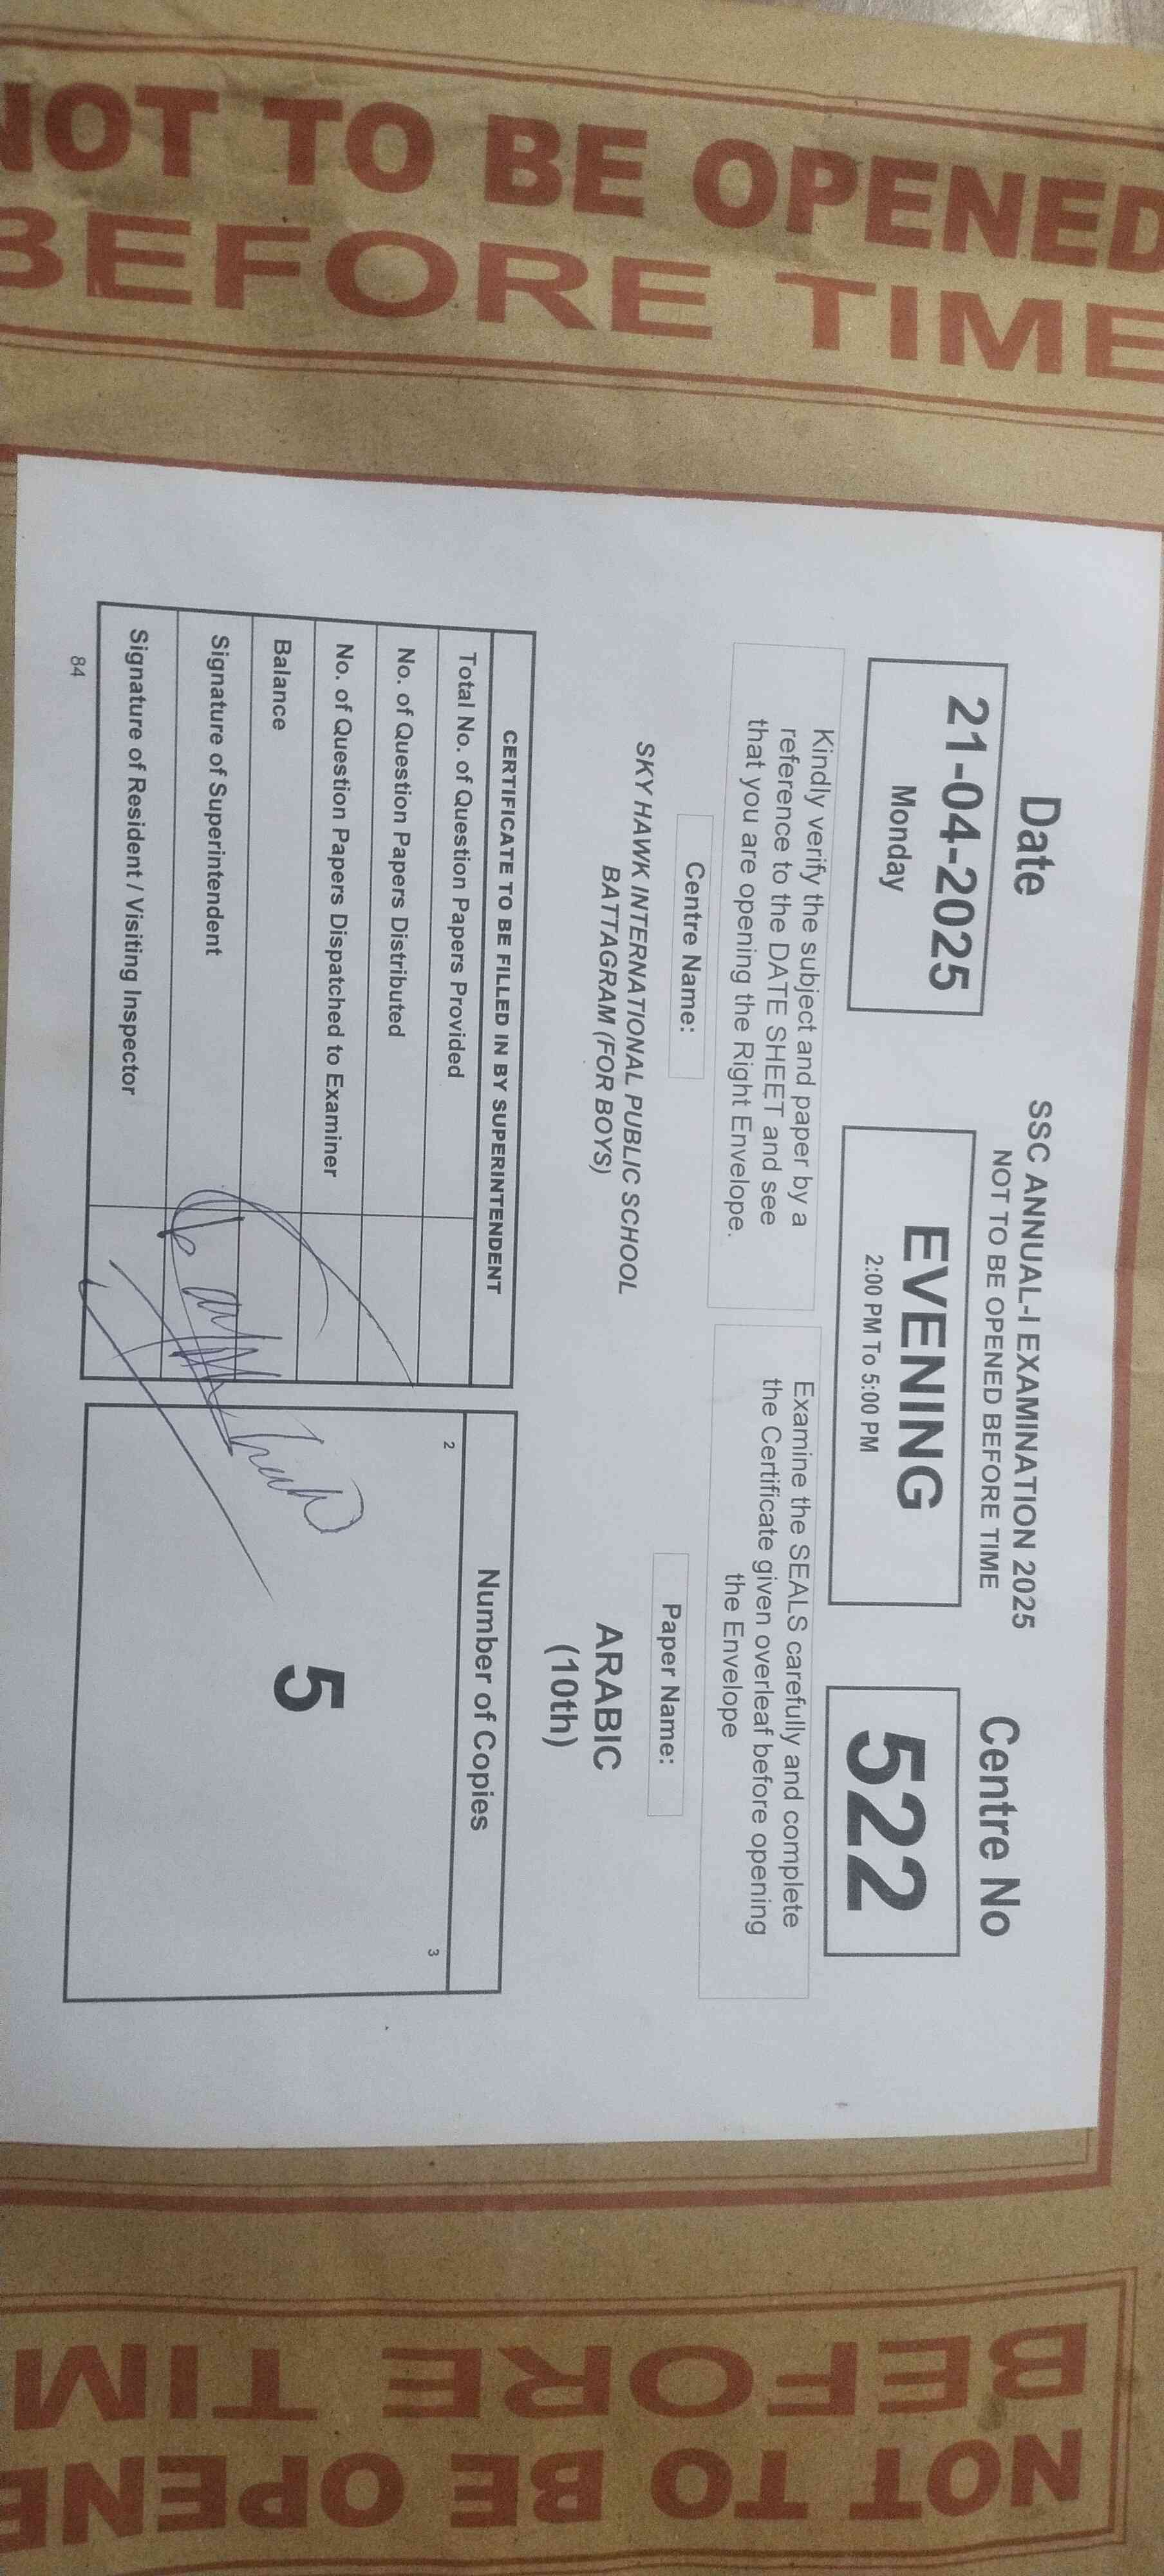 NOT TO BE OPENED
BEFORE TIME
SSC ANNUAL-I EXAMINATION 2025
NOT TO BE OPENED BEFORE TIME
Date
Centre No
21-04-2025
Monday
EVENING
2:00 PM To 5:00 PM
522
Kindly verify the subject and paper by a
reference to the DATE SHEET and see
that you are opening the Right Envelope.
Examine the SEALS carefully and complete
the Certificate given overleaf before opening
the Envelope
Centre Name:
Paper Name:
SKY HAWK INTERNATIONAL PUBLIC SCHOOL
BATTAGRAM (FOR BOYS)
ARABIC
(10th)
CERTIFICATE TO BE FILLED IN BY SUPERINTENDENT
Total No. of Question Papers Provided
No. of Question Papers Distributed
No. of Question Papers Dispatched to Examiner
Balance
Signature of Superintendent
Signature of Resident / Visiting Inspector
84
Number of Copies
2
3
5
NOT TO BE OPENE
BEFORE TIM